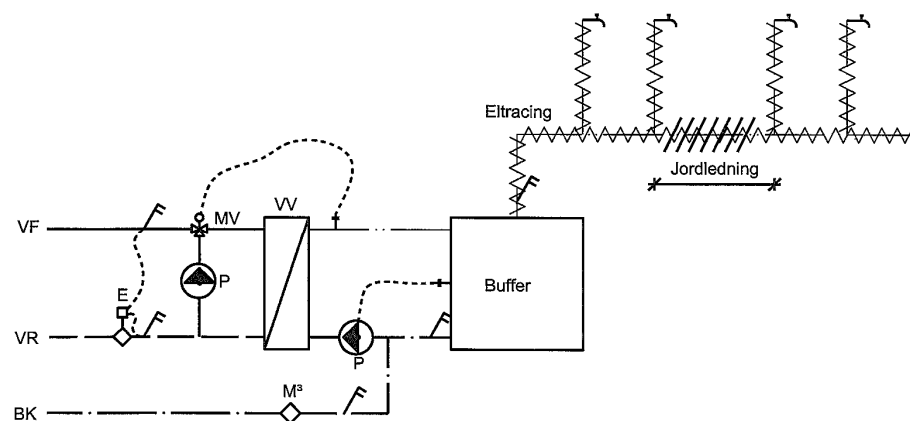 Eltracing
Jordledning
VF
MV
VV
P
Buffer
E
VR
P
M³
BK